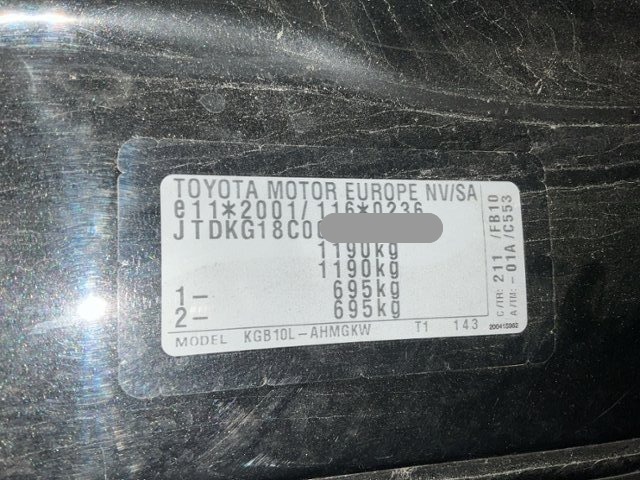 TOYOTA MOTOR EUROPE NV/SA
e11*2001/116*0236
JTDKG18C00
1190kg
1190kg
1– 695kg
2– 695kg
MODEL KGB10L–AHMGKW T1 143
C/TR: 211 /FB10
A/TM: -01A /C553